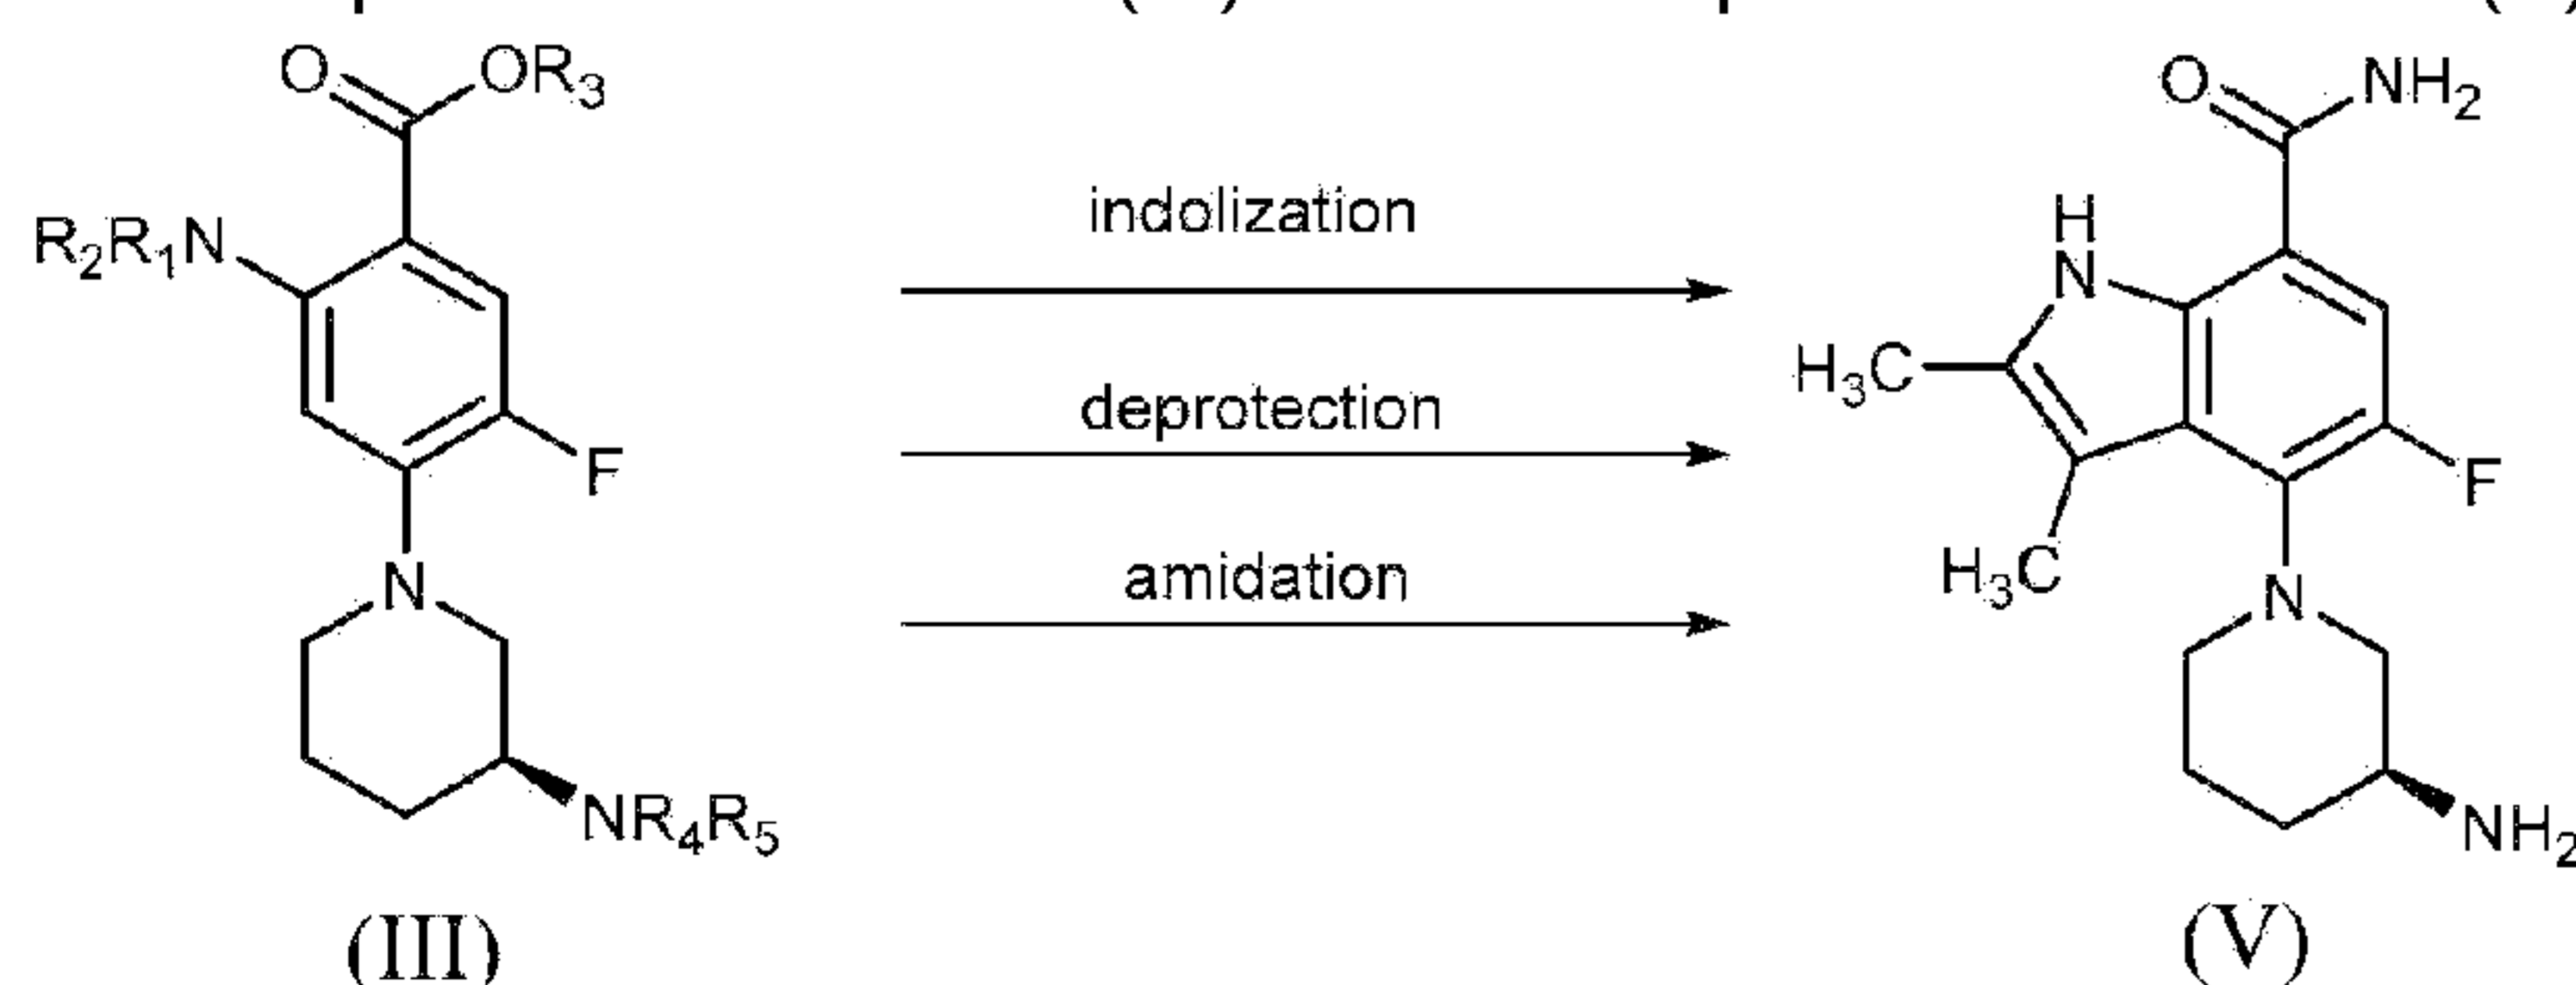 O OR3 O NH2
R2R1N indolization H N
H3C deprotection
F F
H3C amidation
N N
NR4R5 NH2
(III) (V)